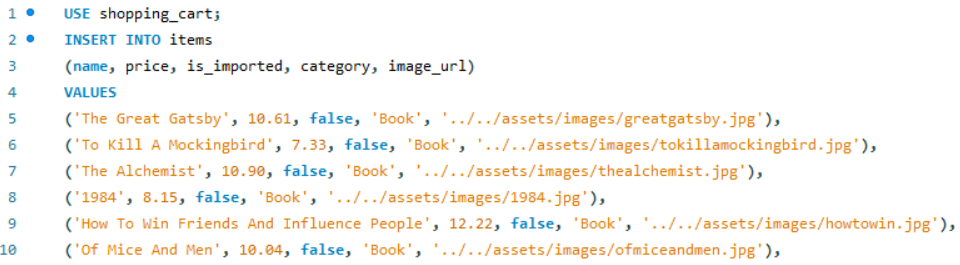 1 USE shopping_cart;
2 INSERT INTO items
3 (name, price, is_imported, category, image_url)
4 VALUES
5 ('The Great Gatsby', 10.61, false, 'Book', '../../assets/images/greatgatsby.jpg'),
6 ('To Kill A Mockingbird', 7.33, false, 'Book', '../../assets/images/tokillamockingbird.jpg'),
7 ('The Alchemist', 10.90, false, 'Book', '../../assets/images/thealchemist.jpg'),
8 ('1984', 8.15, false, 'Book', '../../assets/images/1984.jpg'),
9 ('How To Win Friends And Influence People', 12.22, false, 'Book', '../../assets/images/howtowin.jpg'),
10 ('Of Mice And Men', 10.04, false, 'Book', '../../assets/images/ofmiceandmen.jpg'),